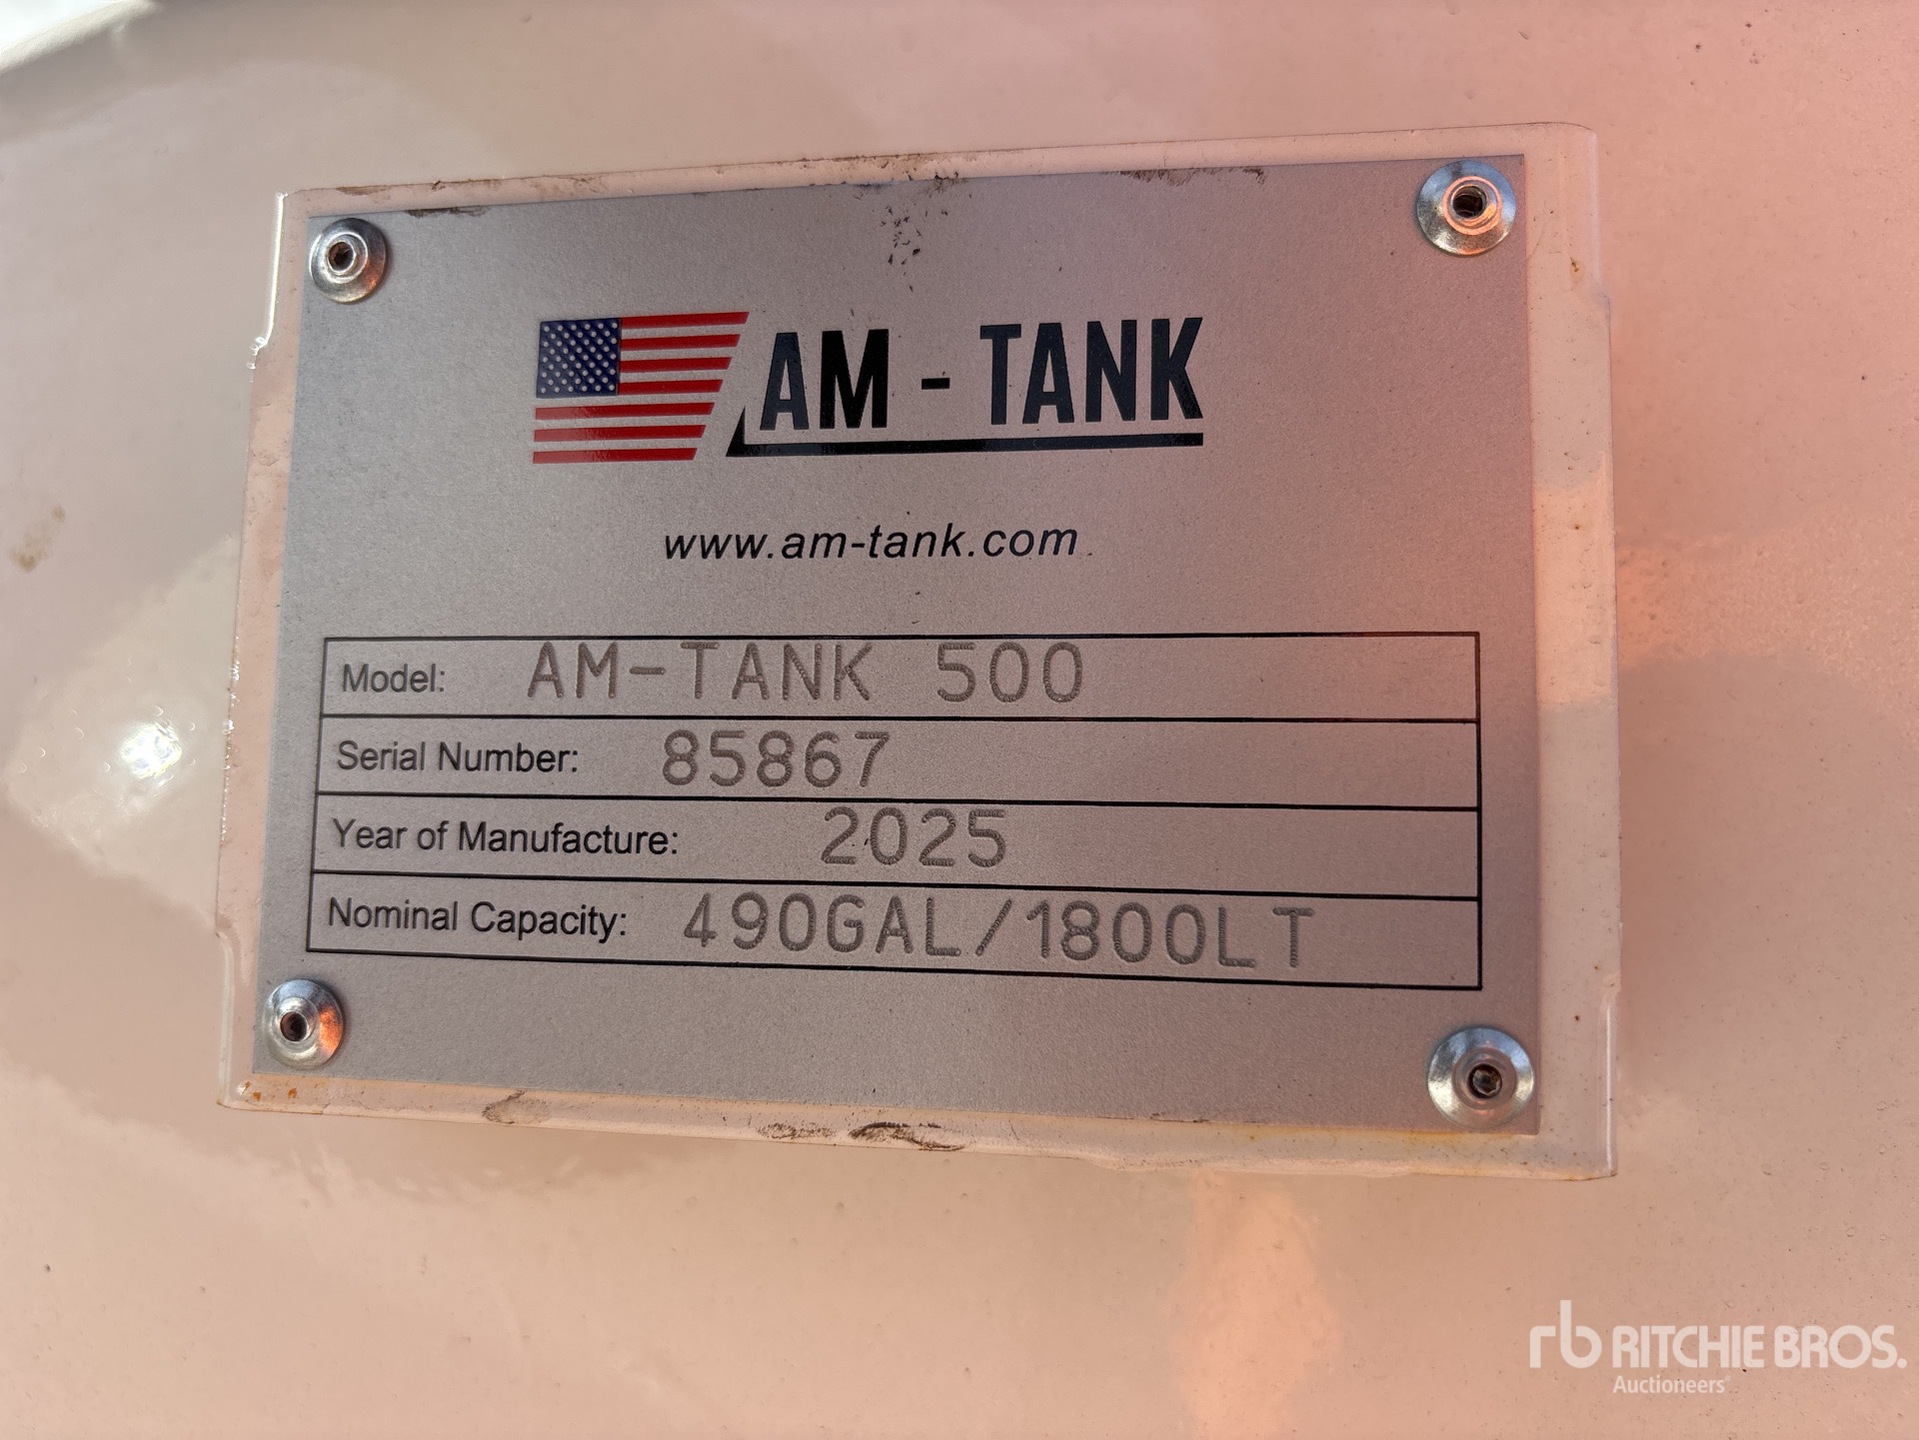 AM - TANK
www.am-tank.com
Model: AM-TANK 500
Serial Number: 85867
Year of Manufacture: 2025
Nominal Capacity: 490GAL/1800LT
rb RITCHIE BROS.
Auctioneers